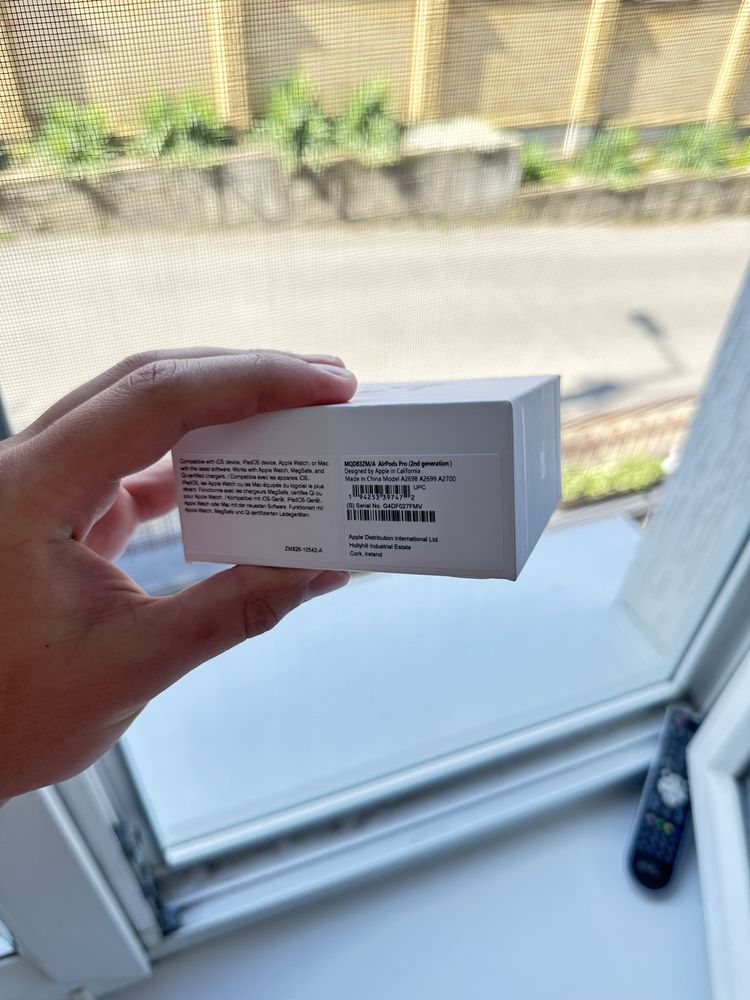 Compatible with iOS device, iPadOS device, Apple Watch, or Mac
with the latest software. Works with Apple Watch, MagSafe, and
Qi-certified chargers. / Compatible avec les appareils iOS,
iPadOS, les Apple Watch ou les Mac équipés du logiciel le plus
récent. Fonctionne avec les chargeurs MagSafe, certifiés Qi ou
pour Apple Watch. / Kompatibel mit iOS-Gerät, iPadOS-Gerät,
Apple Watch oder Mac mit der neuesten Software. Funktioniert mit
Apple Watch, MagSafe und Qi-zertifizierten Ladegeräten.
ZM826-10542-A
MQD83ZM/A AirPods Pro (2nd generation)
Designed by Apple in California
Made in China Model A2698 A2699 A2700
UPC
1 94253 39747 2
(S) Serial No. G4DF027FMV
Apple Distribution International Ltd.
Hollyhill Industrial Estate
Cork, Ireland